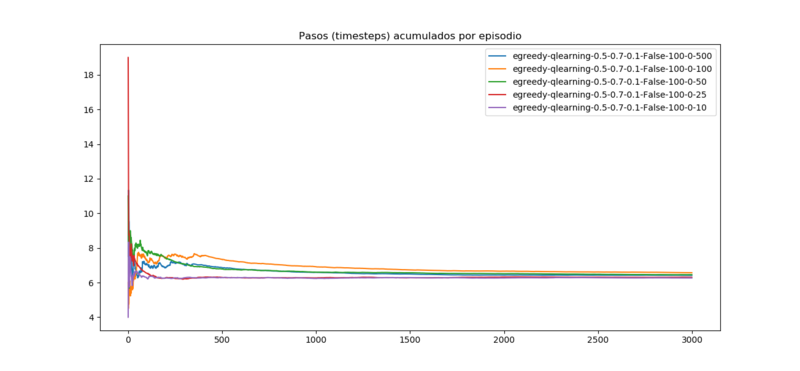 Pasos (timesteps) acumulados por episodio
egreedy-qlearning-0.5-0.7-0.1-False-100-0-500
egreedy-qlearning-0.5-0.7-0.1-False-100-0-100
egreedy-qlearning-0.5-0.7-0.1-False-100-0-50
egreedy-qlearning-0.5-0.7-0.1-False-100-0-25
egreedy-qlearning-0.5-0.7-0.1-False-100-0-10
18
16
14
12
10
8
6
4
0 500 1000 1500 2000 2500 3000